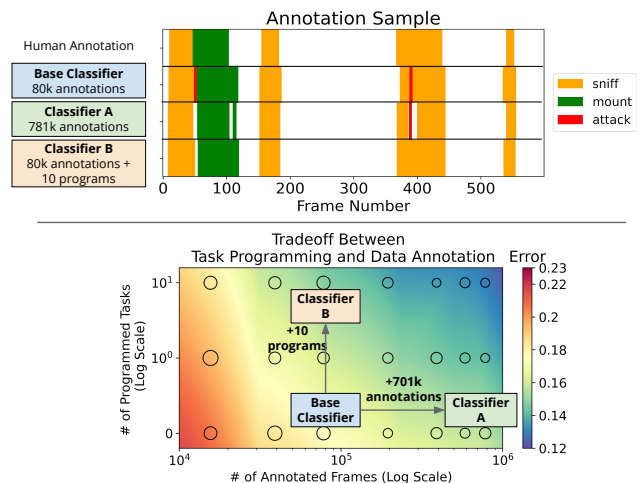 Annotation Sample
Human Annotation
Base Classifier
80k annotations
Classifier A
781k annotations
Classifier B
80k annotations +
10 programs
sniff
mount
attack
0 100 200 300 400 500
Frame Number
Tradeoff Between
Task Programming and Data Annotation Error
# of Programmed Tasks
(Log Scale)
10¹
10⁰
0
Classifier
B
+10
programs
+701k
annotations
Base
Classifier
Classifier
A
0.23
0.22
0.20
0.18
0.16
0.14
0.12
10⁴ 10⁵ 10⁶
# of Annotated Frames (Log Scale)